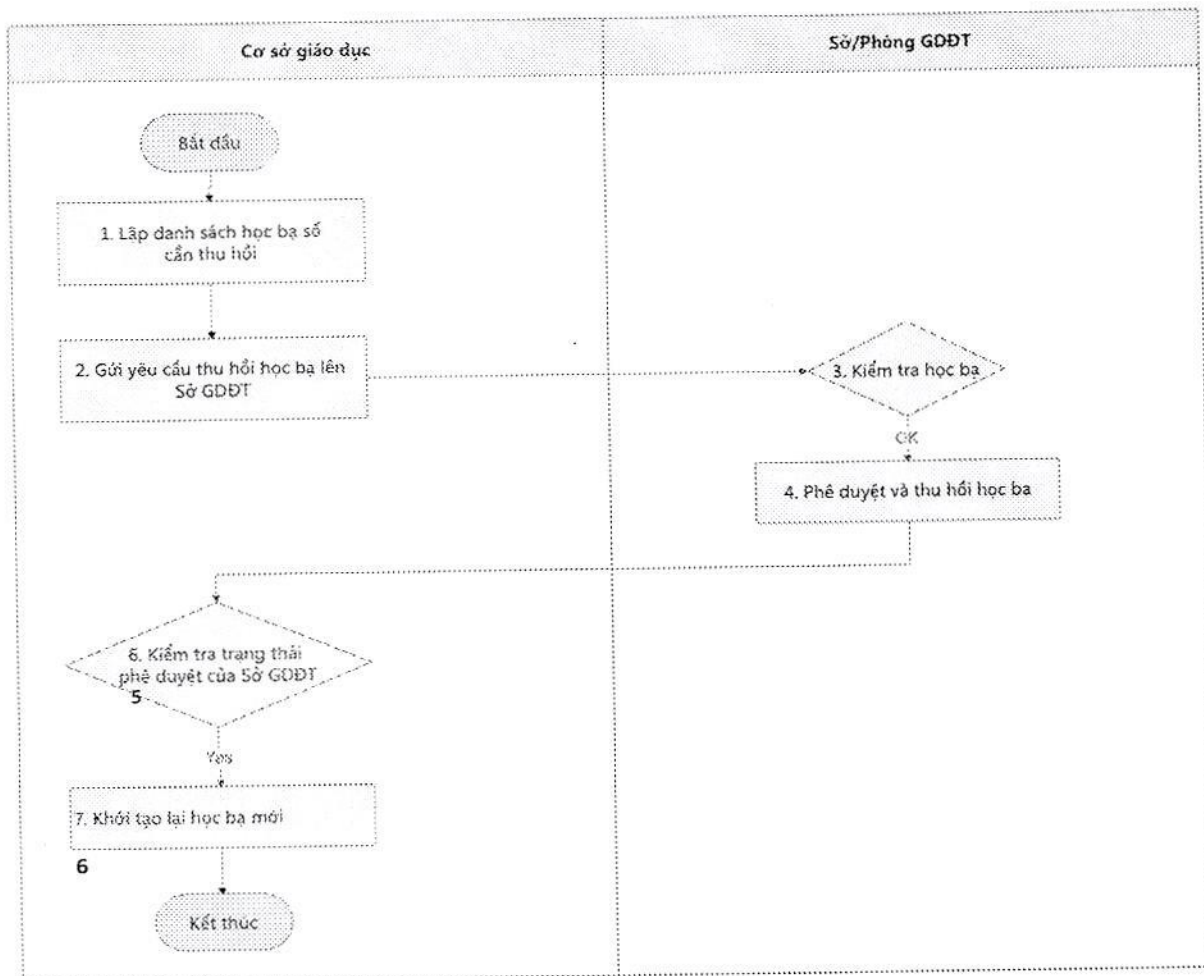 Cơ sở giáo dục
Sở/Phòng GDĐT
Bắt đầu
1. Lập danh sách học bạ số
cần thu hồi
2. Gửi yêu cầu thu hồi học bạ lên
Sở GDĐT
3. Kiểm tra học bạ
OK
4. Phê duyệt và thu hồi học bạ
6. Kiểm tra trạng thái
phê duyệt của Sở GDĐT
5
Yes
7. Khởi tạo lại học bạ mới
6
Kết thúc